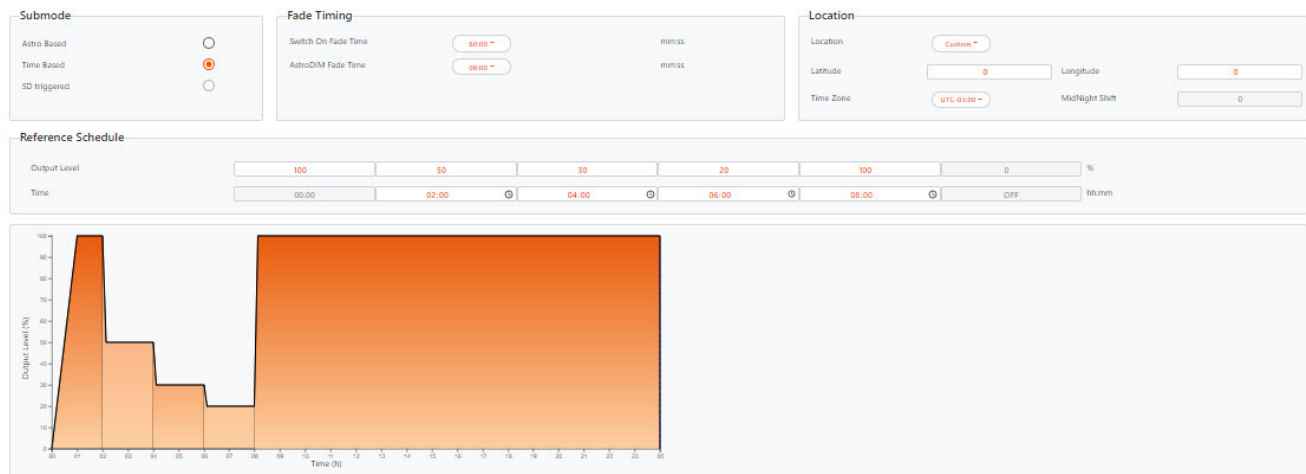 Submode
Astro Based
Time Based
SD triggered
Fade Timing
Switch On Fade Time 60:00 mm:ss
AstroDIM Fade Time 08:00 mm:ss
Location
Location Custom
Latitude 0 Longitude 0
Time Zone UTC-03:00 MidNight Shift 0
Reference Schedule
Output Level 100 50 30 20 100 0 %
Time 00:00 02:00 04:00 06:00 08:00 OFF hh:mm
Output Level (%)
100
90
80
70
60
50
40
30
20
10
0
00 01 02 03 04 05 06 07 08 09 10 11 12 13 14 15 16 17 18 19 20 21 22 23 00
Time (h)